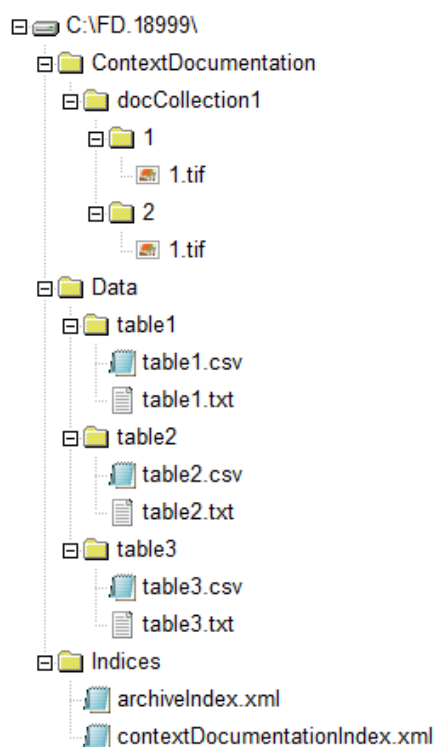 C:\FD.18999\
ContextDocumentation
docCollection1
1
1.tif
2
1.tif
Data
table1
table1.csv
table1.txt
table2
table2.csv
table2.txt
table3
table3.csv
table3.txt
Indices
archiveIndex.xml
contextDocumentationIndex.xml